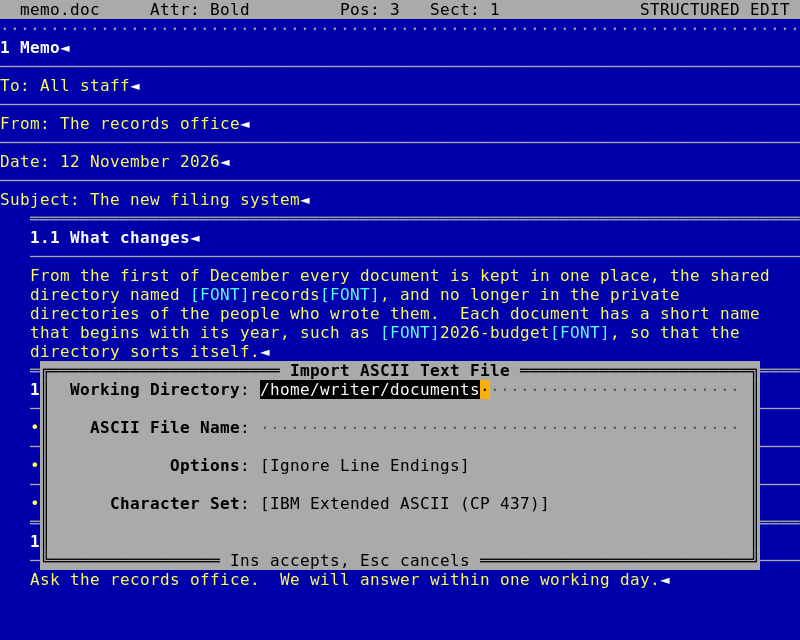 memo.doc Attr: Bold Pos: 3 Sect: 1 STRUCTURED EDIT
1 Memo◄
To: All staff◄
From: The records office◄
Date: 12 November 2026◄
Subject: The new filing system◄
1.1 What changes◄
From the first of December every document is kept in one place, the shared
directory named [FONT]records[FONT], and no longer in the private
directories of the people who wrote them.  Each document has a short name
that begins with its year, such as [FONT]2026-budget[FONT], so that the
directory sorts itself.◄
Import ASCII Text File
1
Working Directory: /home/writer/documents
•
ASCII File Name:
•
Options: [Ignore Line Endings]
•
Character Set: [IBM Extended ASCII (CP 437)]
1
Ins accepts, Esc cancels
Ask the records office.  We will answer within one working day.◄